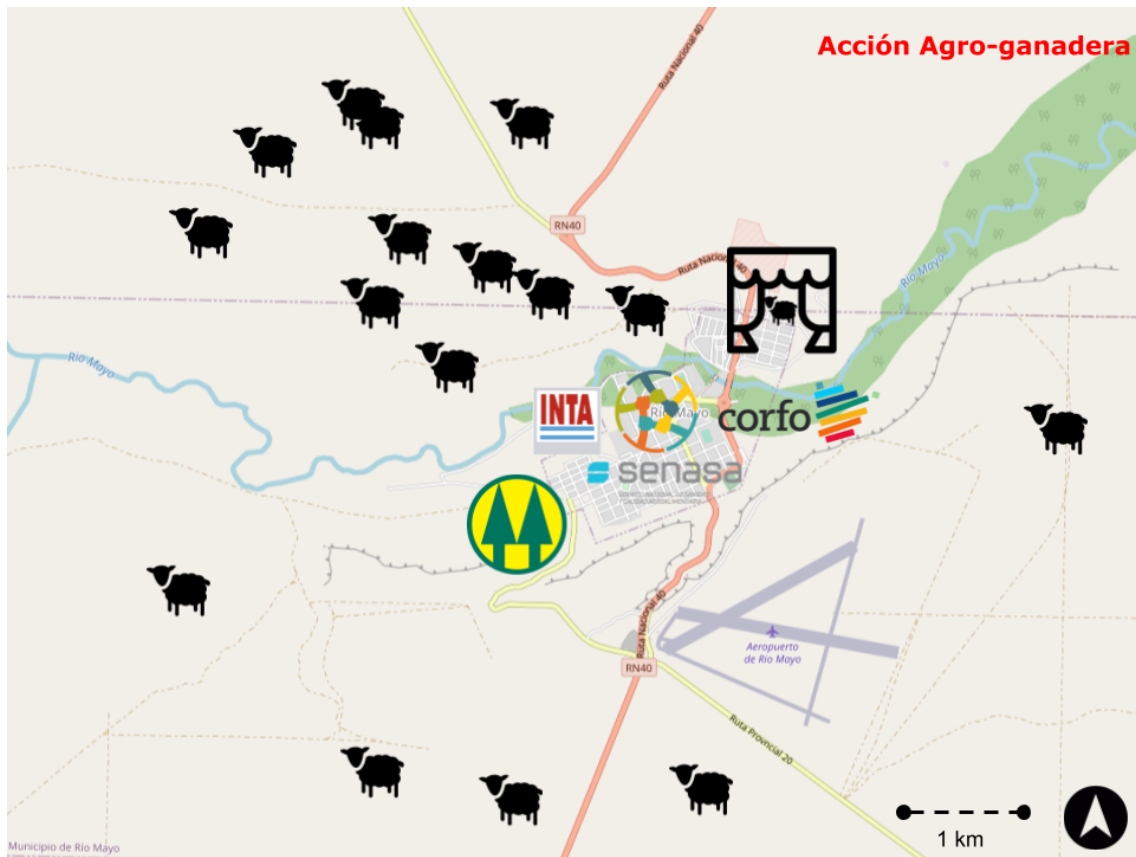 Acción Agro-ganadera
Ruta Nacional 40
RN40
Ruta Nacional 40
Río Mayo
Río Mayo
INTA
Río Mayo
corfo
senasa
Ruta Nacional 40
Aeropuerto
de Río Mayo
RN40
Ruta Provincial 20
1 km
Municipio de Río Mayo